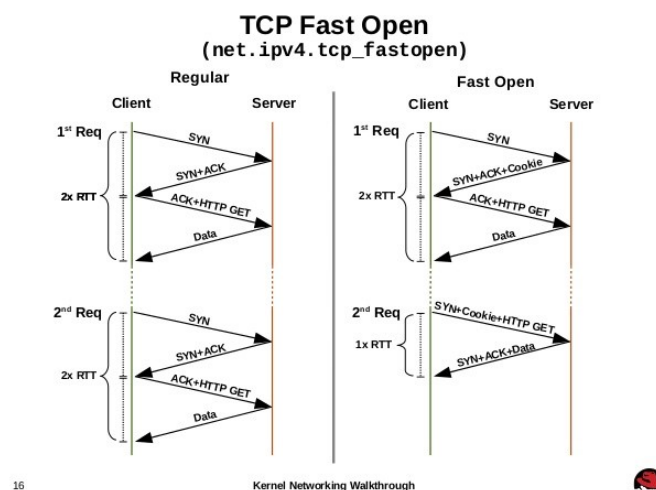 TCP Fast Open
(net.ipv4.tcp_fastopen)
Regular
Client
Server
1st Req
SYN
SYN+ACK
2x RTT
ACK+HTTP GET
Data
2nd Req
SYN
SYN+ACK
2x RTT
ACK+HTTP GET
Data
Fast Open
Client
Server
1st Req
SYN
SYN+ACK+Cookie
2x RTT
ACK+HTTP GET
Data
2nd Req
SYN+Cookie+HTTP GET
1x RTT
SYN+ACK+Data
16
Kernel Networking Walkthrough